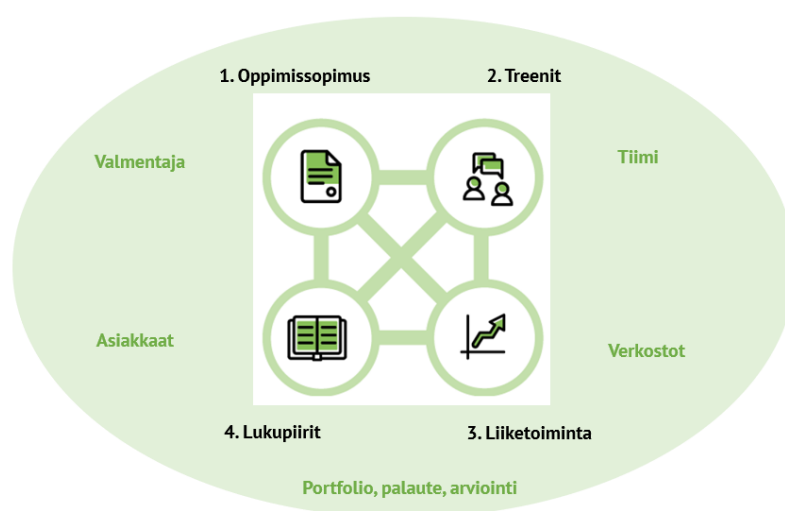 1. Oppimissopimus
2. Treenit
Valmentaja
Tiimi
Asiakkaat
Verkostot
4. Lukupiirit
3. Liiketoiminta
Portfolio, palaute, arviointi